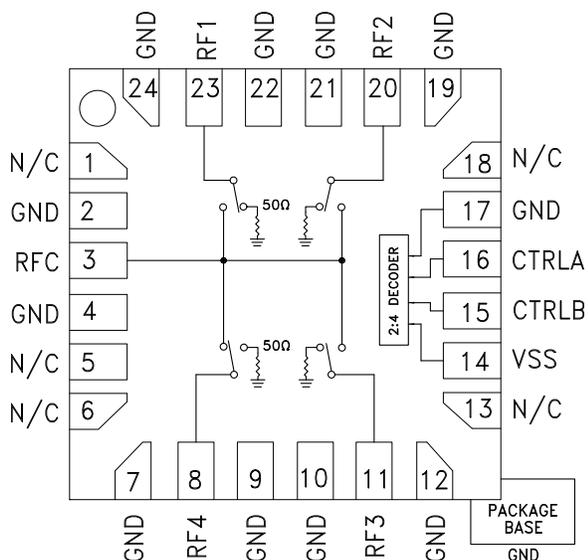 GND RF1 GND GND RF2 GND
24 23 22 21 20 19
N/C 1
18 N/C
GND 2
17 GND
RFC 3
16 CTRLA
GND 4
15 CTRLB
N/C 5
14 VSS
N/C 6
13 N/C
50Ω
2:4 DECODER
50Ω
7 8 9 10 11 12
GND RF4 GND GND RF3 GND
PACKAGE
BASE
GND